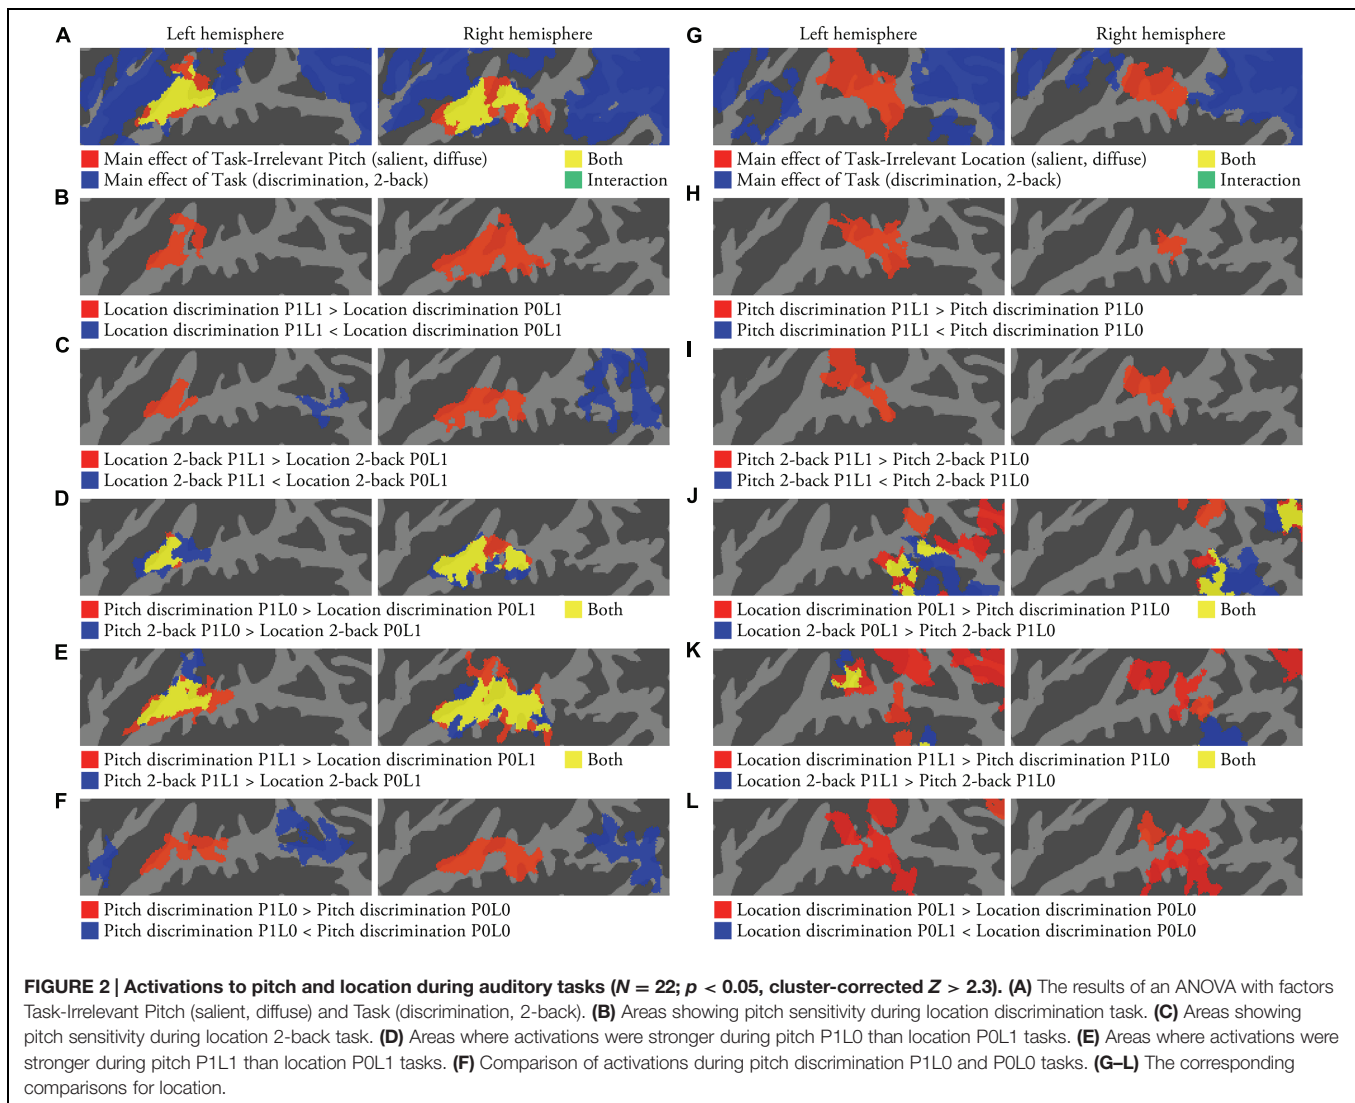 A Left hemisphere Right hemisphere
Main effect of Task-Irrelevant Pitch (salient, diffuse) Both
Main effect of Task (discrimination, 2-back) Interaction
B
Location discrimination P1L1 > Location discrimination P0L1
Location discrimination P1L1 < Location discrimination P0L1
C
Location 2-back P1L1 > Location 2-back P0L1
Location 2-back P1L1 < Location 2-back P0L1
D
Pitch discrimination P1L0 > Location discrimination P0L1 Both
Pitch 2-back P1L0 > Location 2-back P0L1
E
Pitch discrimination P1L1 > Location discrimination P0L1 Both
Pitch 2-back P1L1 > Location 2-back P0L1
F
Pitch discrimination P1L0 > Pitch discrimination P0L0
Pitch discrimination P1L0 < Pitch discrimination P0L0
G Left hemisphere Right hemisphere
Main effect of Task-Irrelevant Location (salient, diffuse) Both
Main effect of Task (discrimination, 2-back) Interaction
H
Pitch discrimination P1L1 > Pitch discrimination P1L0
Pitch discrimination P1L1 < Pitch discrimination P1L0
I
Pitch 2-back P1L1 > Pitch 2-back P1L0
Pitch 2-back P1L1 < Pitch 2-back P1L0
J
Location discrimination P0L1 > Pitch discrimination P1L0 Both
Location 2-back P0L1 > Pitch 2-back P1L0
K
Location discrimination P1L1 > Pitch discrimination P1L0 Both
Location 2-back P1L1 > Pitch 2-back P1L0
L
Location discrimination P0L1 > Location discrimination P0L0
Location discrimination P0L1 < Location discrimination P0L0
FIGURE 2 | Activations to pitch and location during auditory tasks (N = 22; p < 0.05, cluster-corrected Z > 2.3). (A) The results of an ANOVA with factors
Task-Irrelevant Pitch (salient, diffuse) and Task (discrimination, 2-back). (B) Areas showing pitch sensitivity during location discrimination task. (C) Areas showing
pitch sensitivity during location 2-back task. (D) Areas where activations were stronger during pitch P1L0 than location P0L1 tasks. (E) Areas where activations were
stronger during pitch P1L1 than location P0L1 tasks. (F) Comparison of activations during pitch discrimination P1L0 and P0L0 tasks. (G–L) The corresponding
comparisons for location.